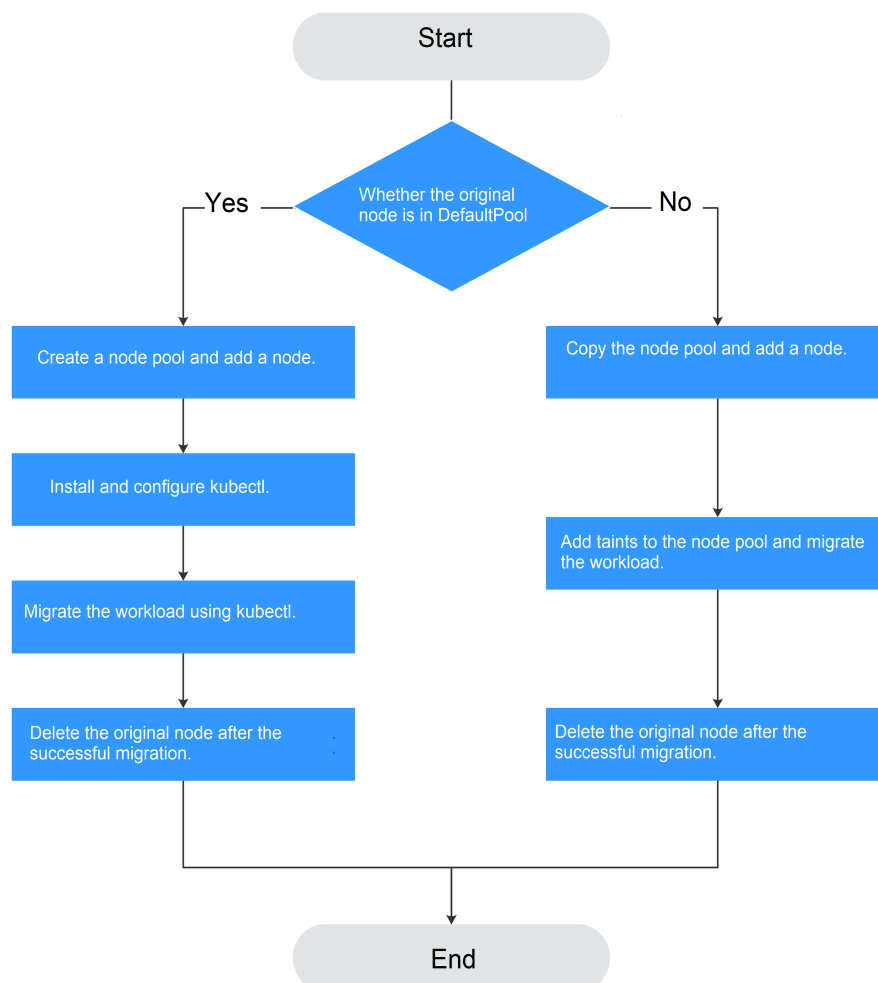 Start
Whether the original
node is in DefaultPool
Yes
No
Create a node pool and add a node.
Copy the node pool and add a node.
Install and configure kubectl.
Add taints to the node pool and migrate
the workload.
Migrate the workload using kubectl.
Delete the original node after the
successful migration.
Delete the original node after the
successful migration.
End